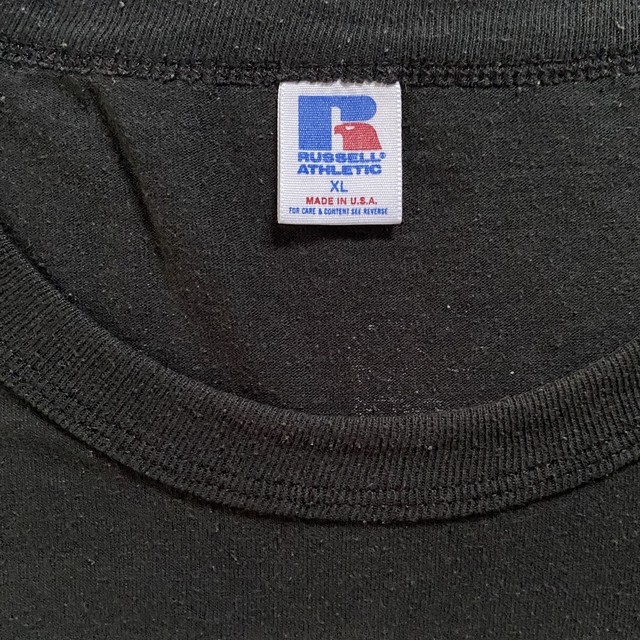 R
RUSSELL®
ATHLETIC
XL
MADE IN U.S.A.
FOR CARE & CONTENT SEE REVERSE